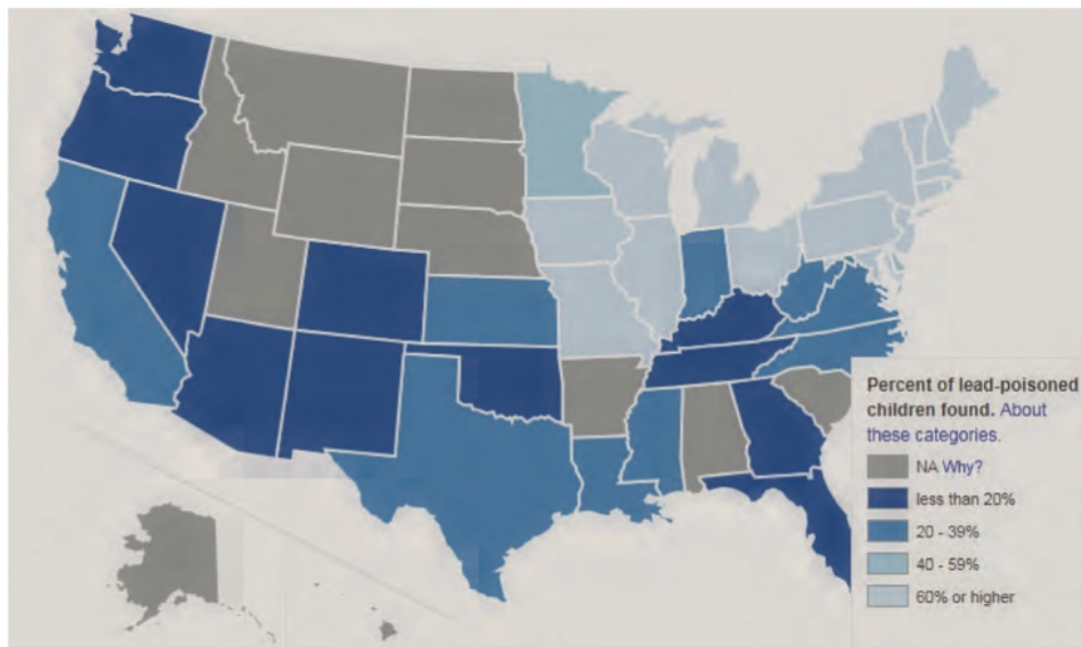 Percent of lead-poisoned
children found. About
these categories.
NA Why?
less than 20%
20 - 39%
40 - 59%
60% or higher